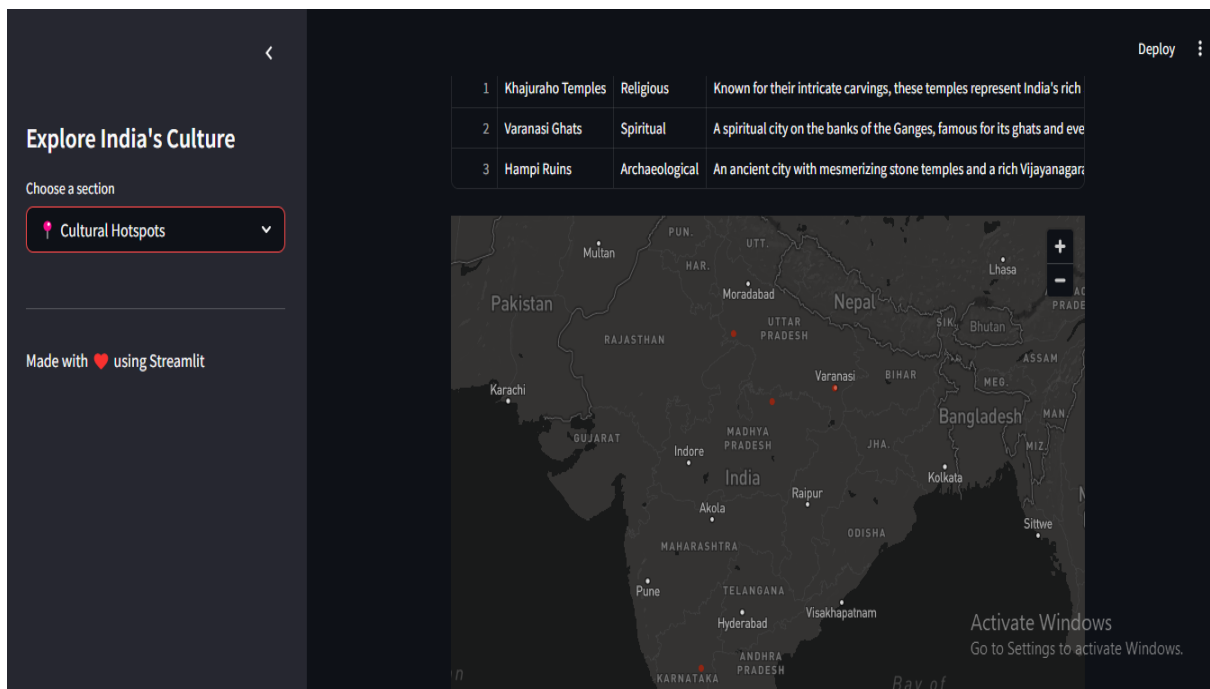 Deploy
Explore India's Culture
Choose a section
Cultural Hotspots
Made with ❤ using Streamlit
1 Khajuraho Temples Religious Known for their intricate carvings, these temples represent India's rich
2 Varanasi Ghats Spiritual A spiritual city on the banks of the Ganges, famous for its ghats and eve
3 Hampi Ruins Archaeological An ancient city with mesmerizing stone temples and a rich Vijayanagara
PUN.
Multan
UTT.
HAR.
Lhasa
Moradabad
Pakistan
Nepal
PRADE
UTTAR
PRADESH
SIK.
Bhutan
RAJASTHAN
ASSAM
Varanasi
BIHAR
MEG.
Karachi
Bangladesh
MAN.
GUJARAT
MADHYA
PRADESH
JHA.
MIZ.
Indore
India
Kolkata
Raipur
Akola
Sittwe
ODISHA
MAHARASHTRA
Pune
TELANGANA
Visakhapatnam
Hyderabad
ANDHRA
PRADESH
KARNATAKA
Bay of
Activate Windows
Go to Settings to activate Windows.